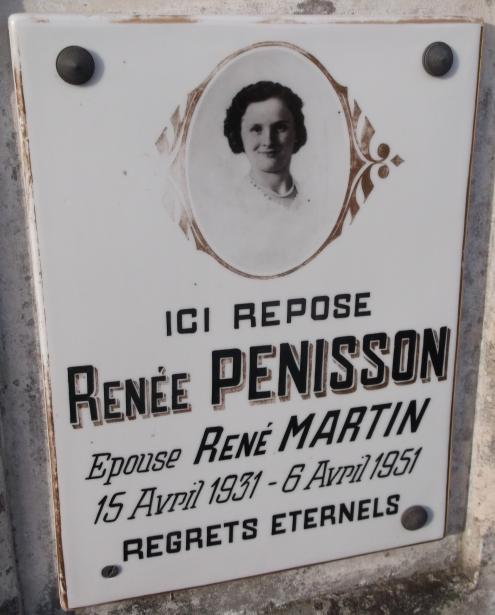 ICI REPOSE
RENÉE PENISSON
Epouse RENÉ MARTIN
15 Avril 1931 - 6 Avril 1951
REGRETS ETERNELS